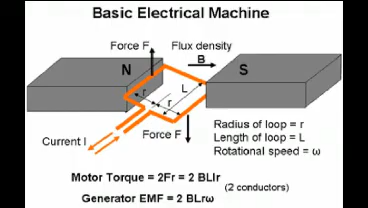 Basic Electrical Machine
Force F
Flux density
B
N
S
L
r
r
Force F
Current I
Radius of loop = r
Length of loop = L
Rotational speed = ω
Motor Torque = 2Fr = 2 BLIr
(2 conductors)
Generator EMF = 2 BLrω